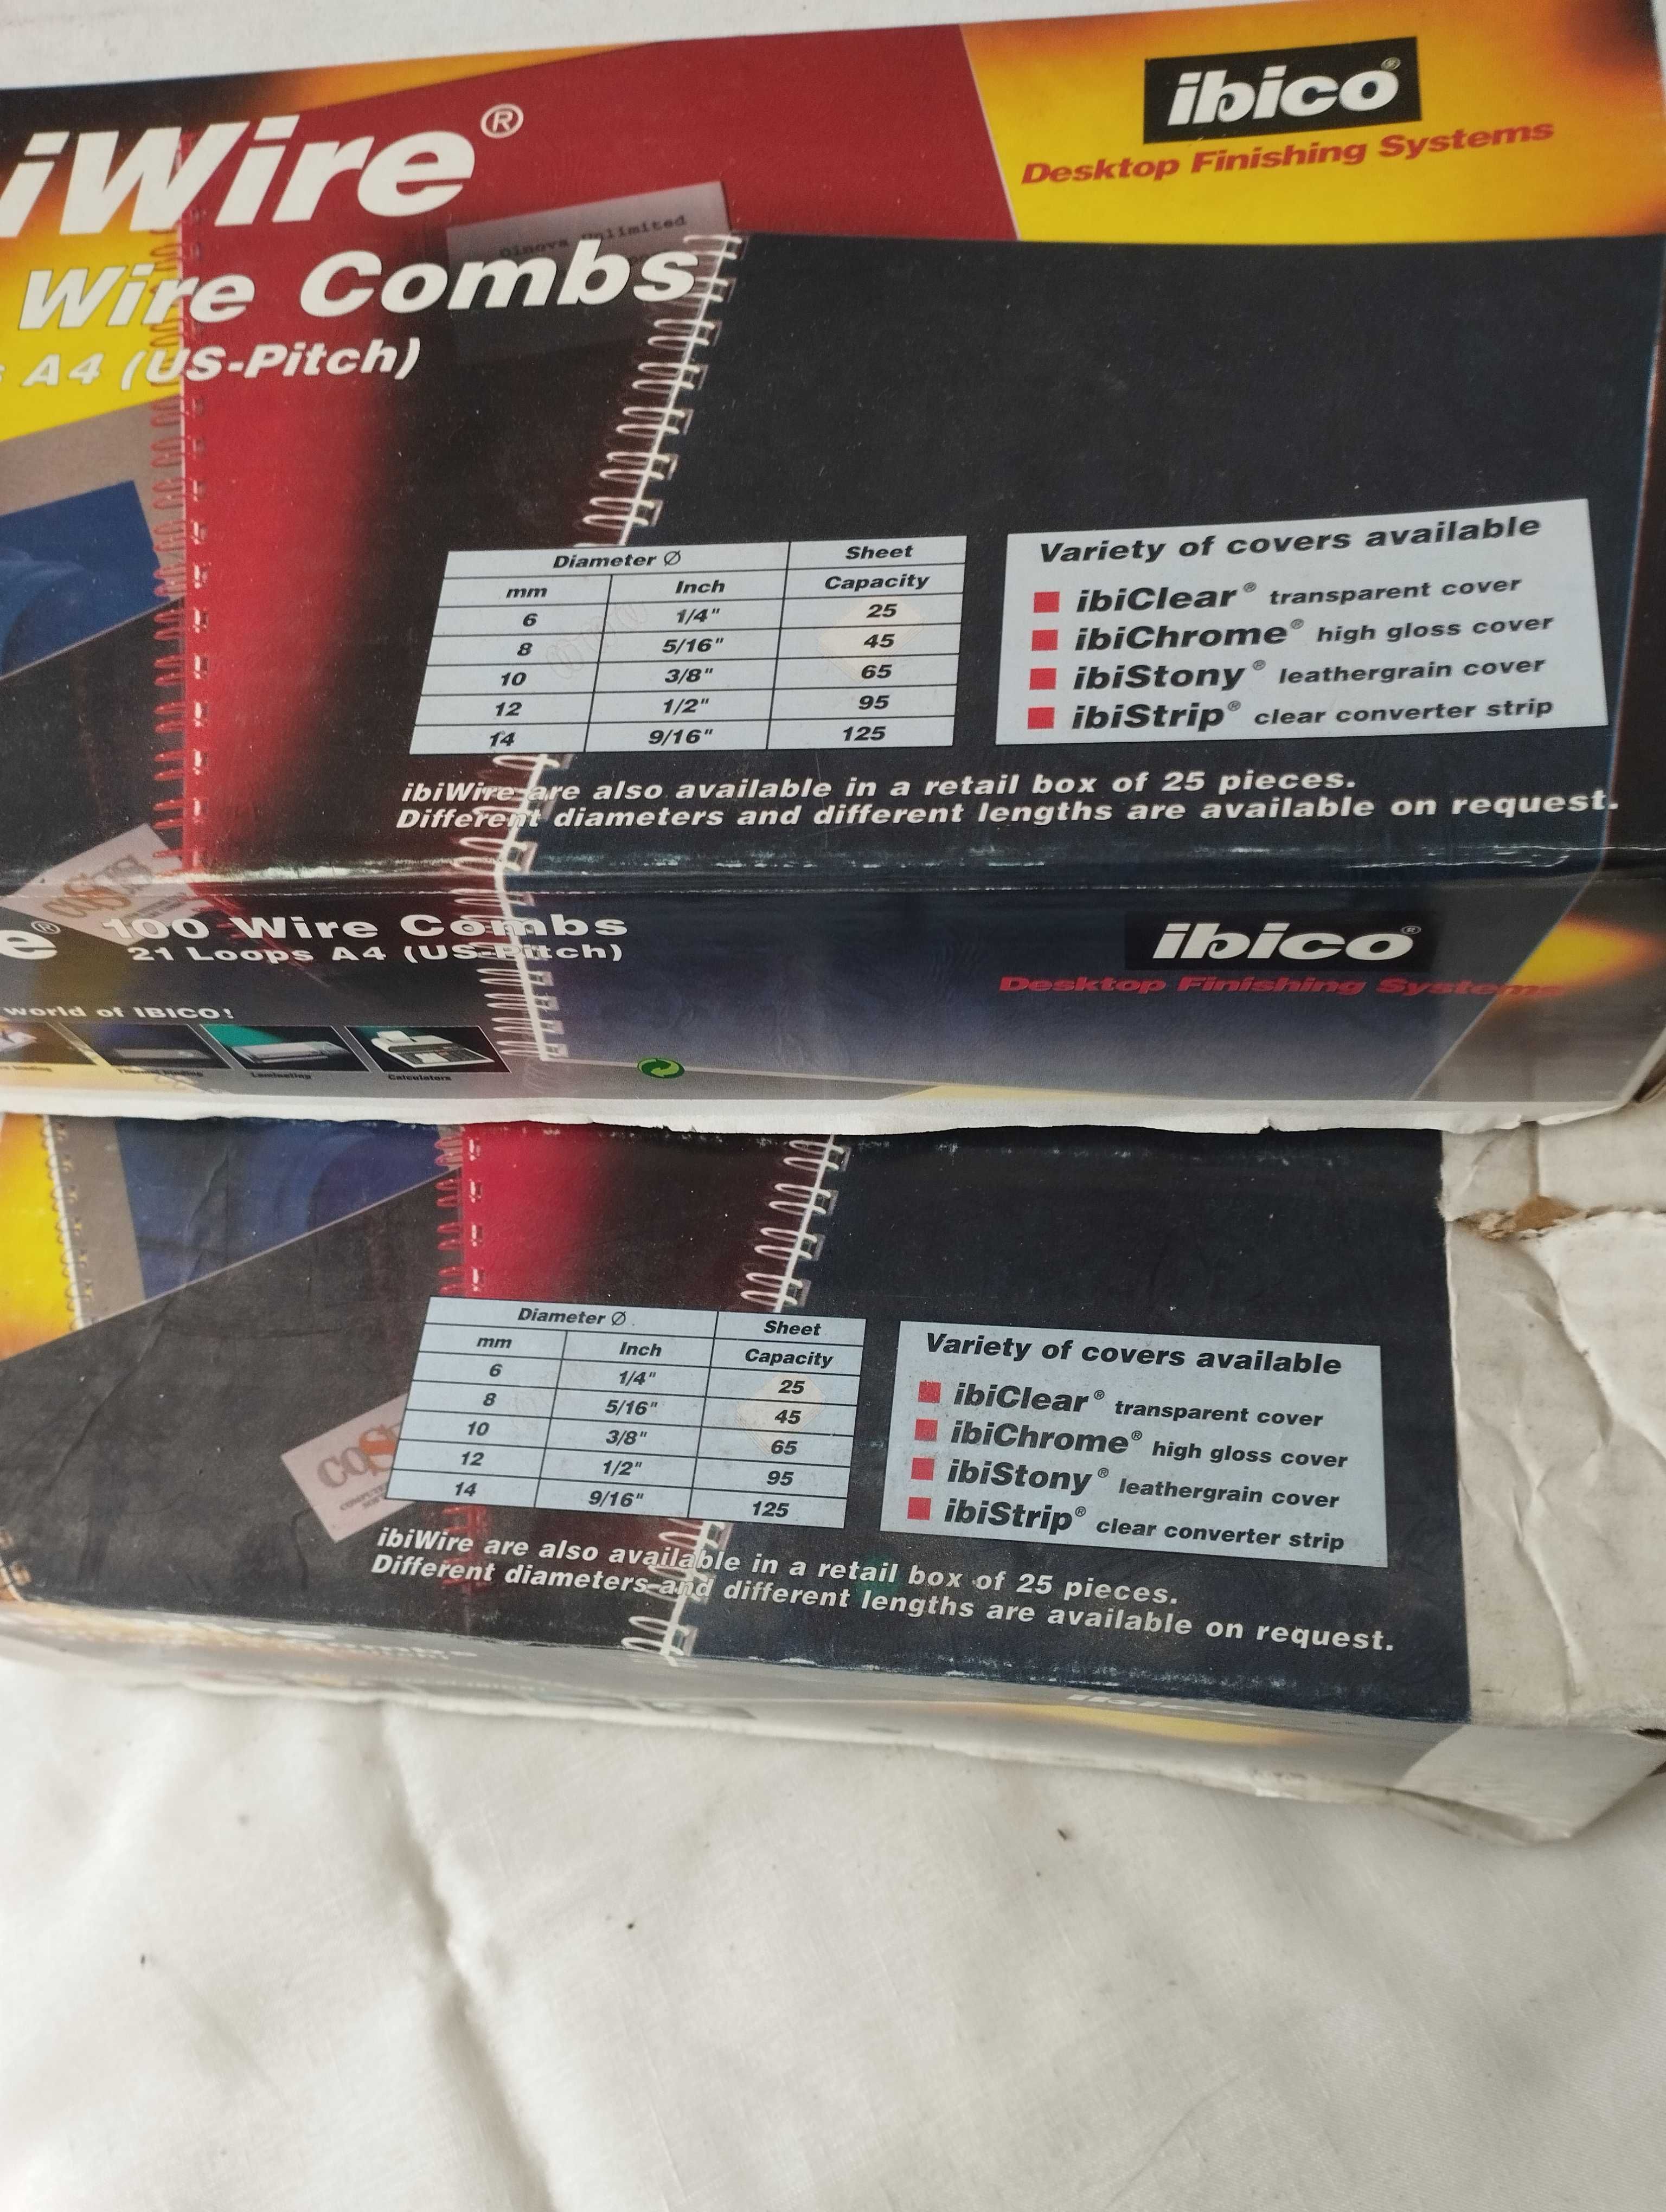 iWire®
ibico®
Desktop Finishing Systems
Unlimited
Wire Combs
A4 (US-Pitch)
Diameter Ø Sheet
mm Inch Capacity
6 1/4" 25
8 5/16" 45
10 3/8" 65
12 1/2" 95
14 9/16" 125
Variety of covers available
ibiClear® transparent cover
ibiChrome® high gloss cover
ibiStony® leathergrain cover
ibiStrip® clear converter strip
ibiWire are also available in a retail box of 25 pieces.
Different diameters and different lengths are available on request.
e® 100 Wire Combs
21 Loops A4 (US-Pitch)
ibico®
Desktop Finishing Systems
world of IBICO!
Laminating
Calculators
Diameter Ø Sheet
mm Inch Capacity
6 1/4" 25
8 5/16" 45
10 3/8" 65
12 1/2" 95
14 9/16" 125
Variety of covers available
ibiClear® transparent cover
ibiChrome® high gloss cover
ibiStony® leathergrain cover
ibiStrip® clear converter strip
ibiWire are also available in a retail box of 25 pieces.
Different diameters and different lengths are available on request.